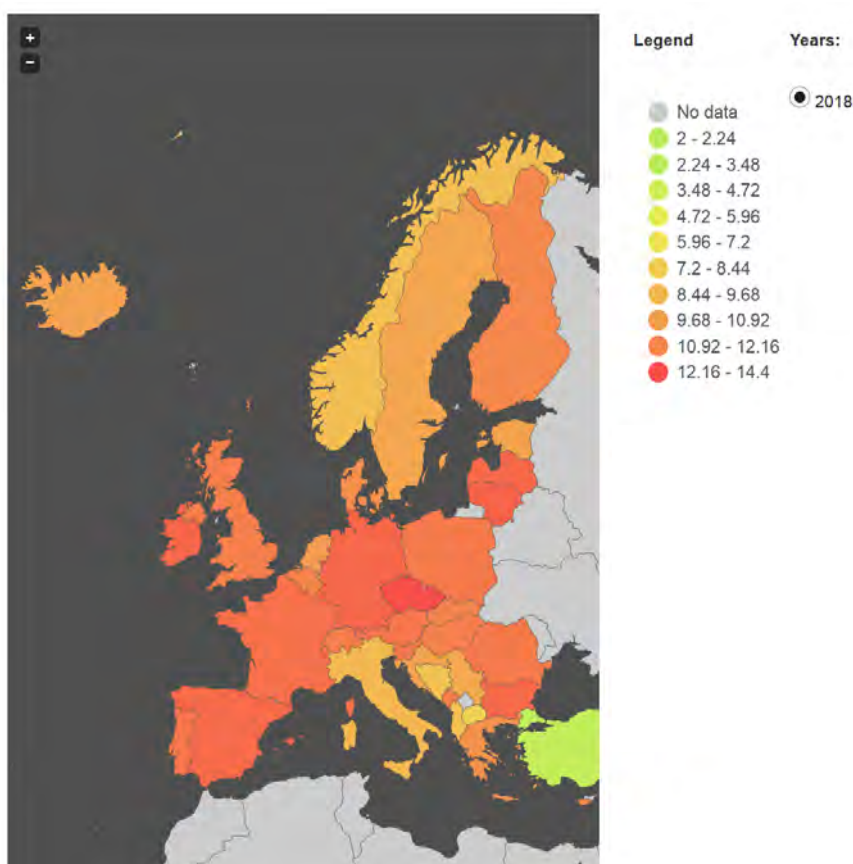 +
−
Legend
Years:
2018
No data
2 - 2.24
2.24 - 3.48
3.48 - 4.72
4.72 - 5.96
5.96 - 7.2
7.2 - 8.44
8.44 - 9.68
9.68 - 10.92
10.92 - 12.16
12.16 - 14.4